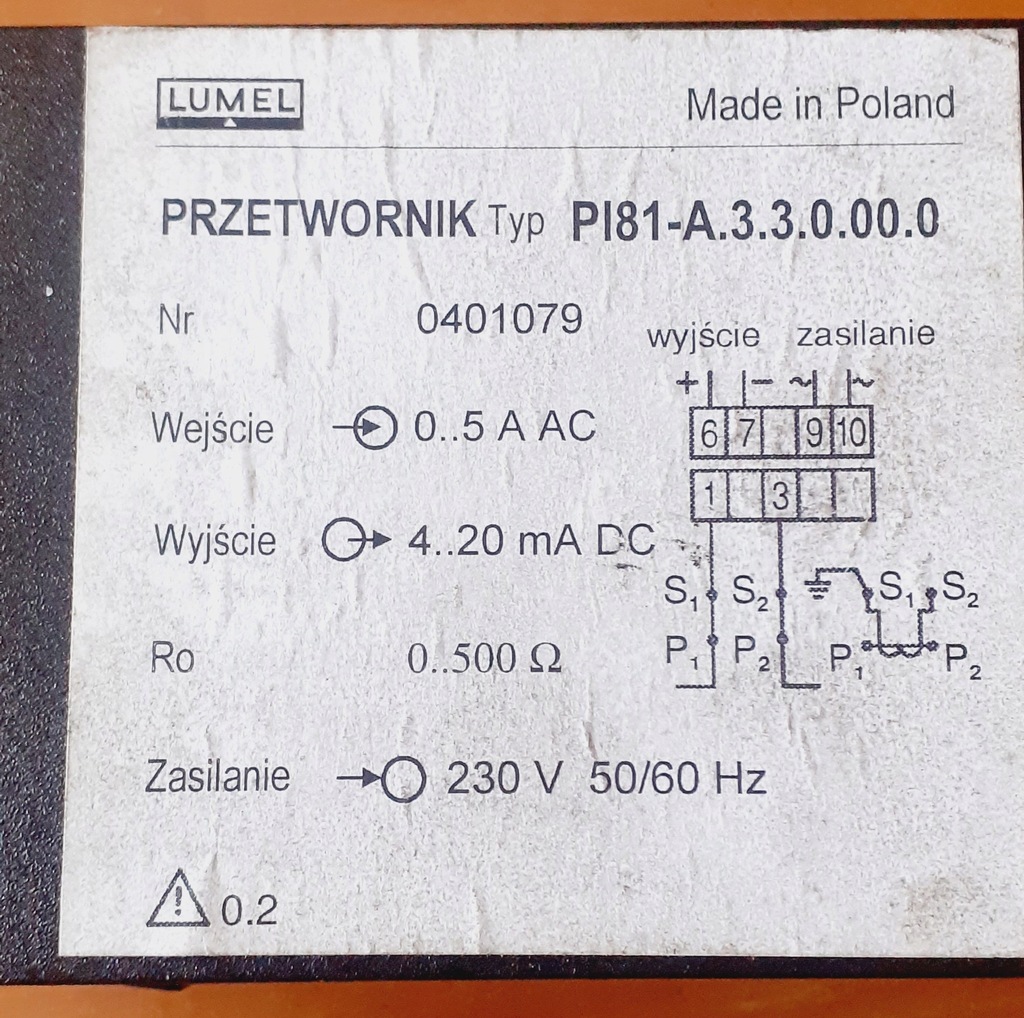 LUMEL
Made in Poland
PRZETWORNIK Typ PI81-A.3.3.0.00.0
Nr 0401079
wyjście zasilanie
+ − ~ ~
6 7 9 10
1 3
Wejście 0..5 A AC
Wyjście 4..20 mA DC
S₁ S₂ S₁ S₂
P₁ P₂ P₁ P₂
Ro 0..500 Ω
Zasilanie 230 V 50/60 Hz
! 0.2